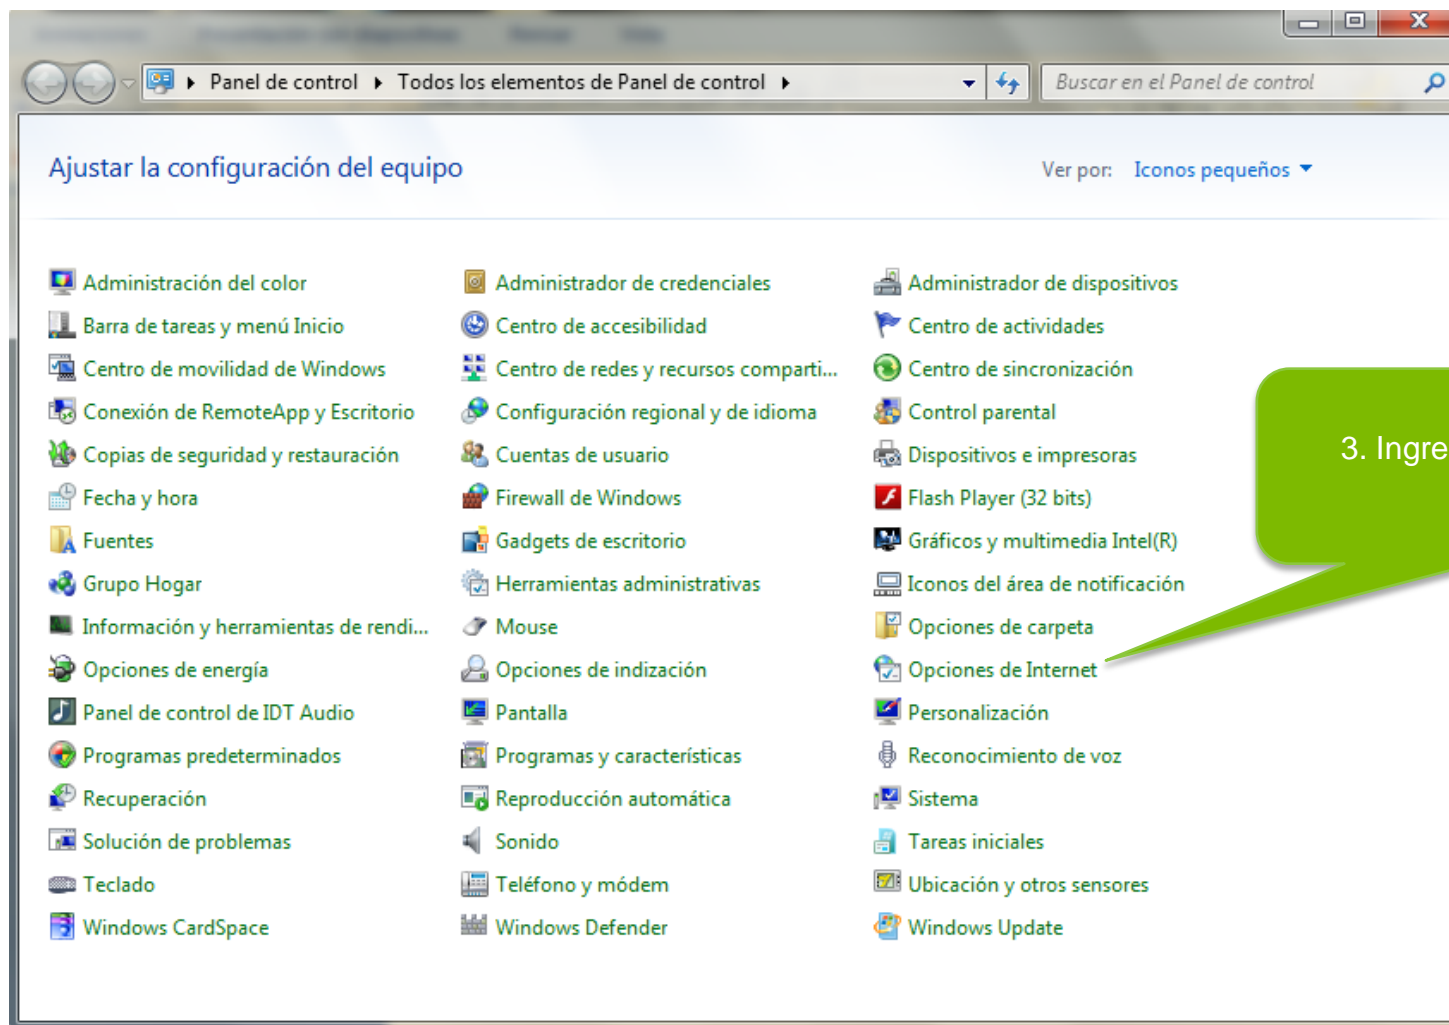 Panel de control Todos los elementos de Panel de control Buscar en el Panel de control
Ajustar la configuración del equipo
Ver por: Iconos pequeños
Administración del color Administrador de credenciales Administrador de dispositivos
Barra de tareas y menú Inicio Centro de accesibilidad Centro de actividades
Centro de movilidad de Windows Centro de redes y recursos comparti... Centro de sincronización
Conexión de RemoteApp y Escritorio Configuración regional y de idioma Control parental
Copias de seguridad y restauración Cuentas de usuario Dispositivos e impresoras
3. Ingre
Fecha y hora Firewall de Windows Flash Player (32 bits)
Fuentes Gadgets de escritorio Gráficos y multimedia Intel(R)
Grupo Hogar Herramientas administrativas Iconos del área de notificación
Información y herramientas de rendi... Mouse Opciones de carpeta
Opciones de energía Opciones de indización Opciones de Internet
Panel de control de IDT Audio Pantalla Personalización
Programas predeterminados Programas y características Reconocimiento de voz
Recuperación Reproducción automática Sistema
Solución de problemas Sonido Tareas iniciales
Teclado Teléfono y módem Ubicación y otros sensores
Windows CardSpace Windows Defender Windows Update